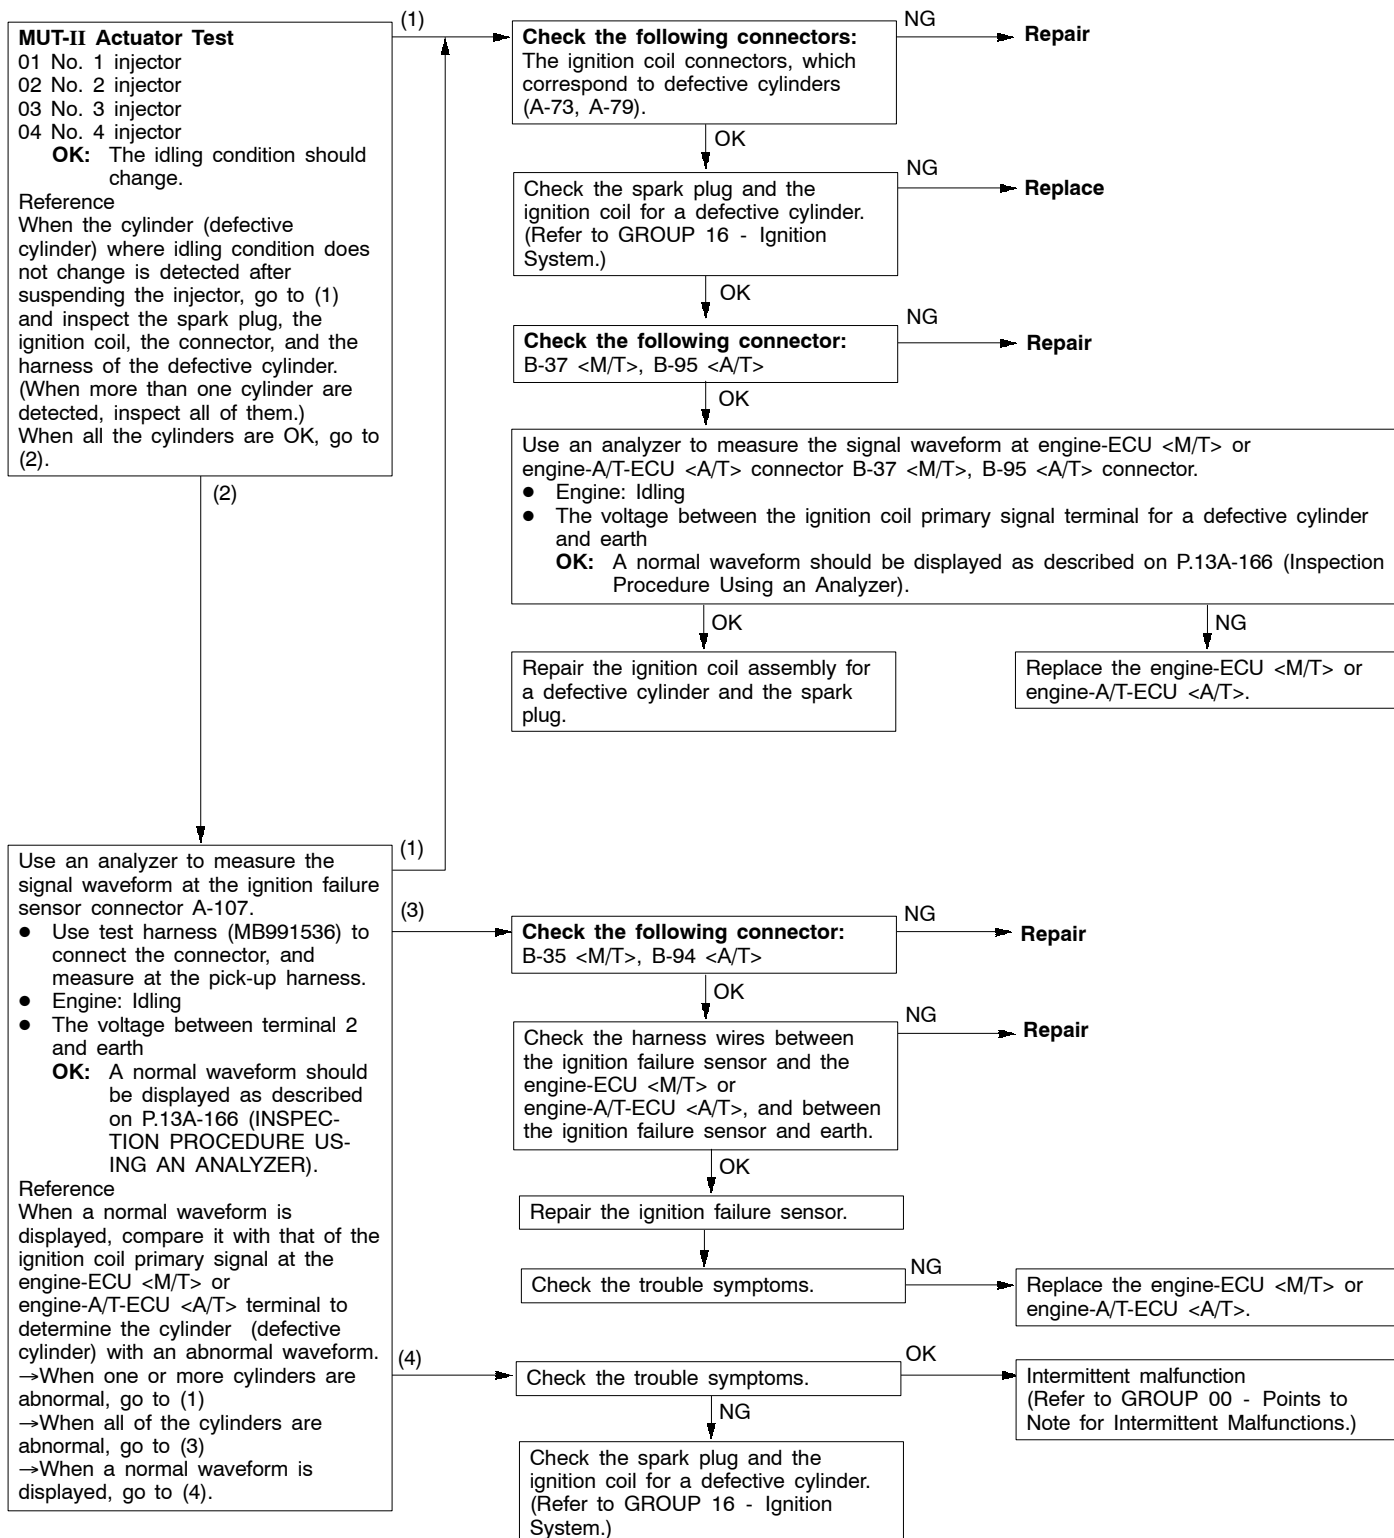 MUT-II Actuator Test
01 No. 1 injector
02 No. 2 injector
03 No. 3 injector
04 No. 4 injector
OK: The idling condition should
change.
Reference
When the cylinder (defective
cylinder) where idling condition does
not change is detected after
suspending the injector, go to (1)
and inspect the spark plug, the
ignition coil, the connector, and the
harness of the defective cylinder.
(When more than one cylinder are
detected, inspect all of them.)
When all the cylinders are OK, go to
(2).
(1)
Check the following connectors:
The ignition coil connectors, which
correspond to defective cylinders
(A-73, A-79).
NG
Repair
OK
Check the spark plug and the
ignition coil for a defective cylinder.
(Refer to GROUP 16 - Ignition
System.)
NG
Replace
OK
Check the following connector:
B-37 <M/T>, B-95 <A/T>
NG
Repair
OK
Use an analyzer to measure the signal waveform at engine-ECU <M/T> or
engine-A/T-ECU <A/T> connector B-37 <M/T>, B-95 <A/T> connector.
● Engine: Idling
● The voltage between the ignition coil primary signal terminal for a defective cylinder
and earth
OK: A normal waveform should be displayed as described on P.13A-166 (Inspection
Procedure Using an Analyzer).
OK
NG
Repair the ignition coil assembly for
a defective cylinder and the spark
plug.
Replace the engine-ECU <M/T> or
engine-A/T-ECU <A/T>.
(2)
Use an analyzer to measure the
signal waveform at the ignition failure
sensor connector A-107.
● Use test harness (MB991536) to
connect the connector, and
measure at the pick-up harness.
● Engine: Idling
● The voltage between terminal 2
and earth
OK: A normal waveform should
be displayed as described
on P.13A-166 (INSPEC-
TION PROCEDURE US-
ING AN ANALYZER).
Reference
When a normal waveform is
displayed, compare it with that of the
ignition coil primary signal at the
engine-ECU <M/T> or
engine-A/T-ECU <A/T> terminal to
determine the cylinder (defective
cylinder) with an abnormal waveform.
→When one or more cylinders are
abnormal, go to (1)
→When all of the cylinders are
abnormal, go to (3)
→When a normal waveform is
displayed, go to (4).
(1)
(3)
Check the following connector:
B-35 <M/T>, B-94 <A/T>
NG
Repair
OK
Check the harness wires between
the ignition failure sensor and the
engine-ECU <M/T> or
engine-A/T-ECU <A/T>, and between
the ignition failure sensor and earth.
NG
Repair
OK
Repair the ignition failure sensor.
Check the trouble symptoms.
NG
Replace the engine-ECU <M/T> or
engine-A/T-ECU <A/T>.
(4)
Check the trouble symptoms.
OK
Intermittent malfunction
(Refer to GROUP 00 - Points to
Note for Intermittent Malfunctions.)
NG
Check the spark plug and the
ignition coil for a defective cylinder.
(Refer to GROUP 16 - Ignition
System.)